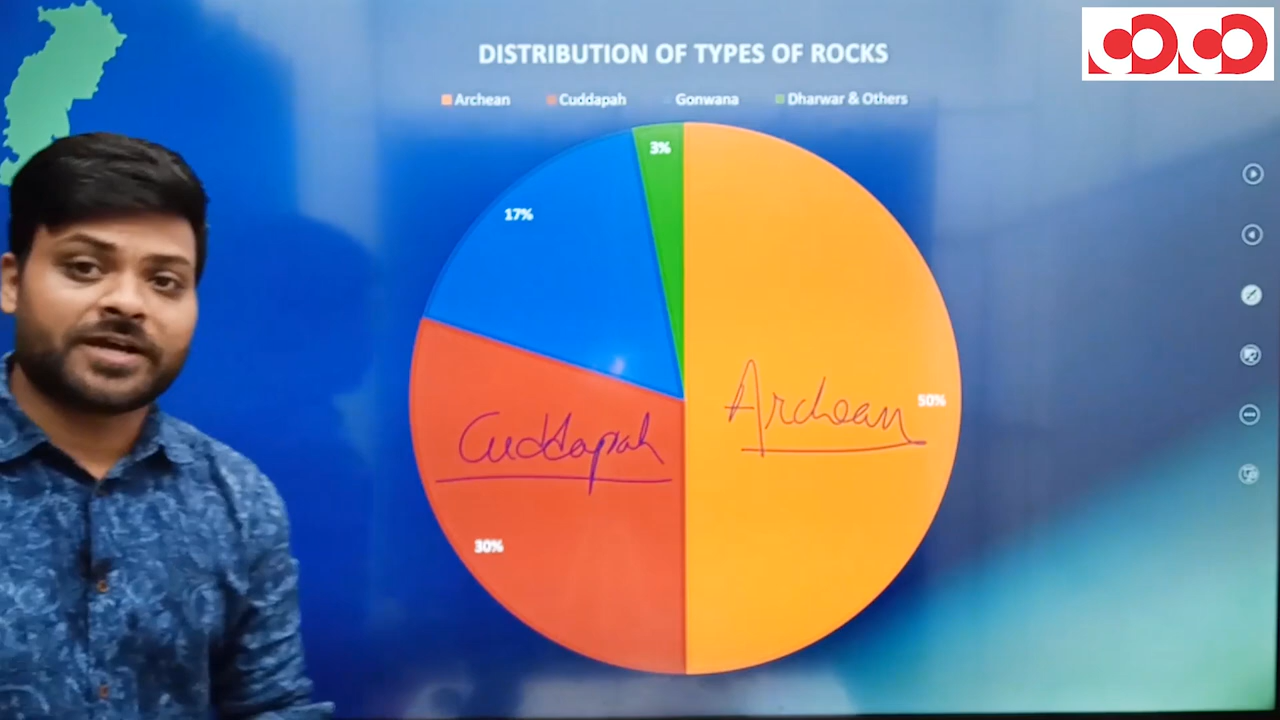 DISTRIBUTION OF TYPES OF ROCKS
Archean Cuddapah Gonwana Dharwar & Others
3%
17%
Archean
50%
Cuddapah
30%